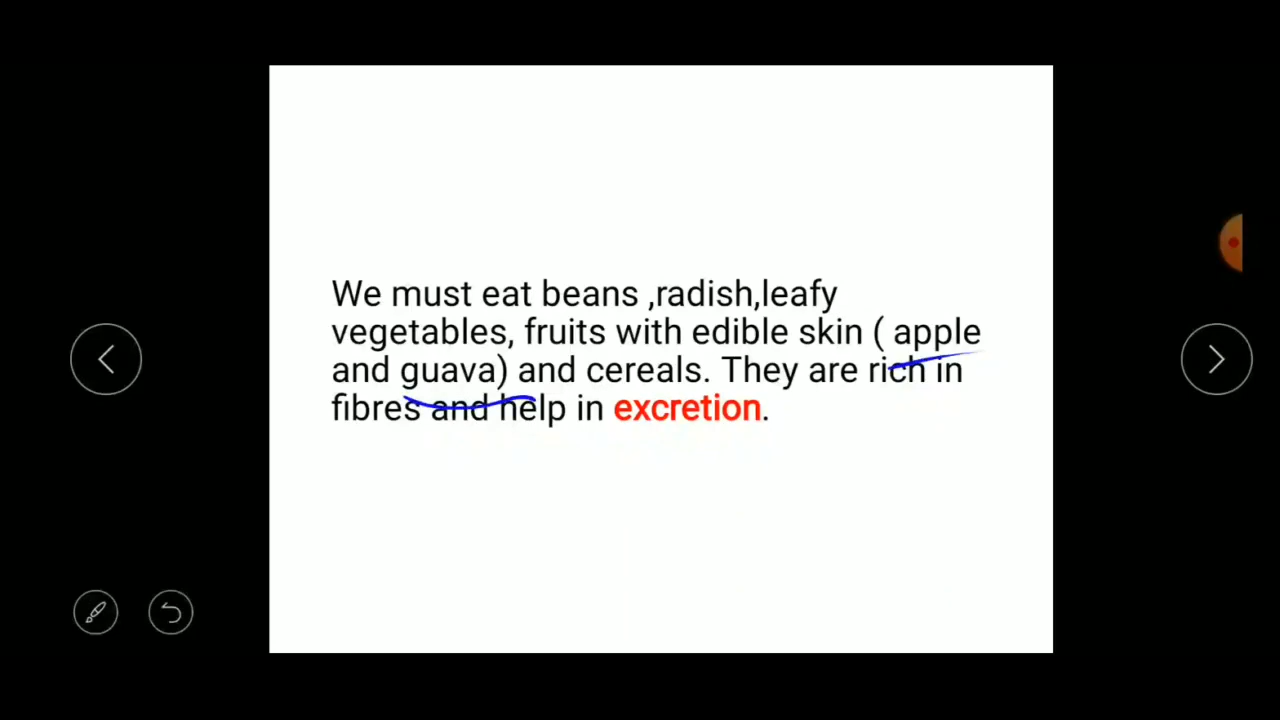 We must eat beans ,radish,leafy
vegetables, fruits with edible skin ( apple
and guava) and cereals. They are rich in
fibres and help in excretion.